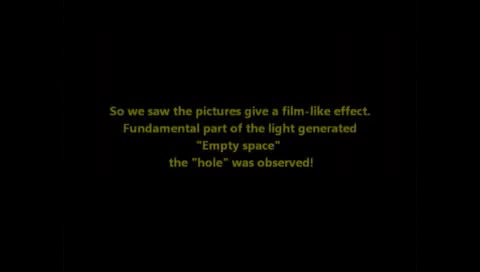 So we saw the pictures give a film-like effect.
Fundamental part of the light generated
"Empty space"
the "hole" was observed!